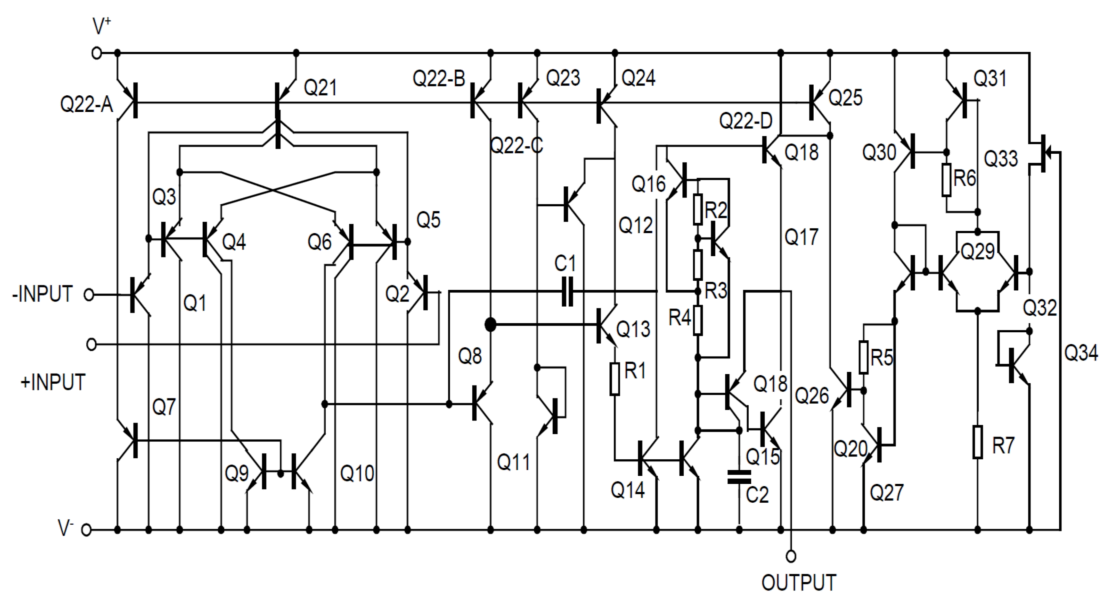 V+
Q21
Q22-B
Q23
Q24
Q31
Q22-A
Q25
Q22-D
Q22-C
Q18
Q30
Q33
Q16
R6
Q3
Q12
R2
Q4
Q6
Q5
Q17
Q29
C1
R3
-INPUT
Q1
Q2
R4
Q13
Q32
Q8
R5
Q34
+INPUT
R1
Q18
Q26
Q7
Q20
R7
Q9
Q10
Q11
Q15
Q14
C2
Q27
V-
OUTPUT